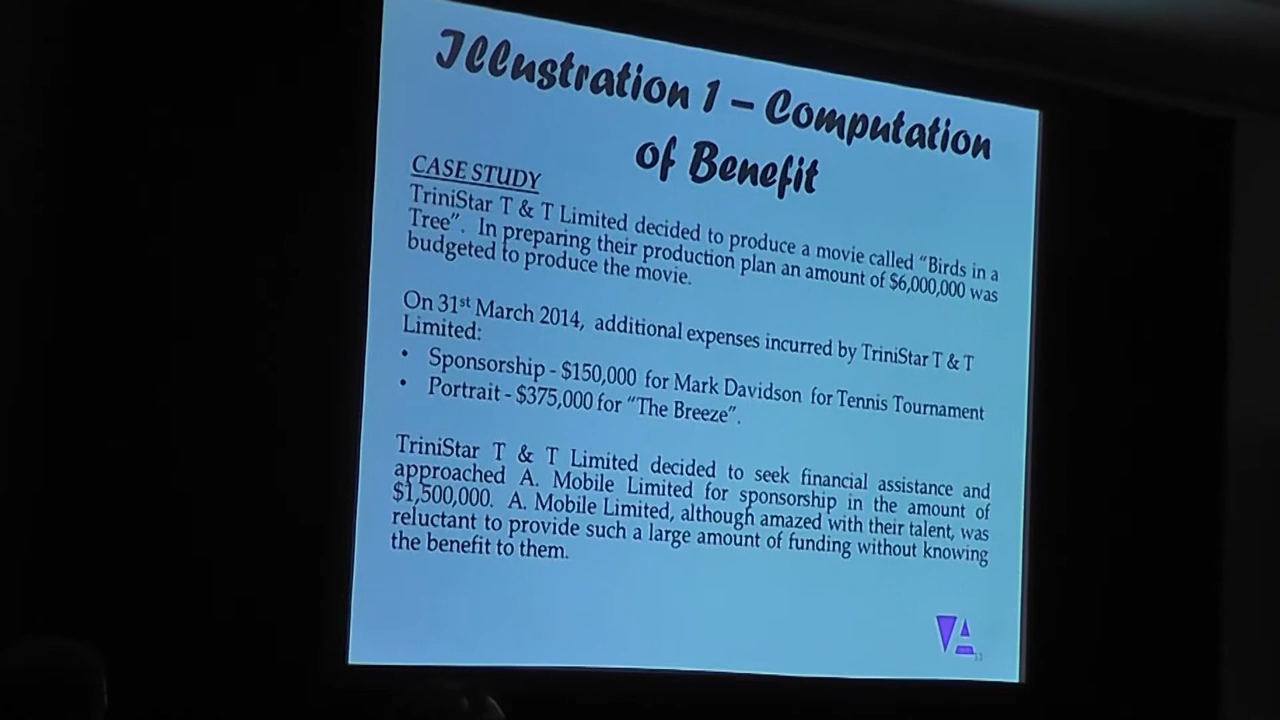 Illustration 1 – Computation
of Benefit
CASE STUDY
TriniStar T & T Limited decided to produce a movie called “Birds in a
Tree”. In preparing their production plan an amount of $6,000,000 was
budgeted to produce the movie.
On 31st March 2014, additional expenses incurred by TriniStar T & T
Limited:
• Sponsorship - $150,000 for Mark Davidson for Tennis Tournament
• Portrait - $375,000 for “The Breeze”.
TriniStar T & T Limited decided to seek financial assistance and
approached A. Mobile Limited for sponsorship in the amount of
$1,500,000. A. Mobile Limited, although amazed with their talent, was
reluctant to provide such a large amount of funding without knowing
the benefit to them.
11